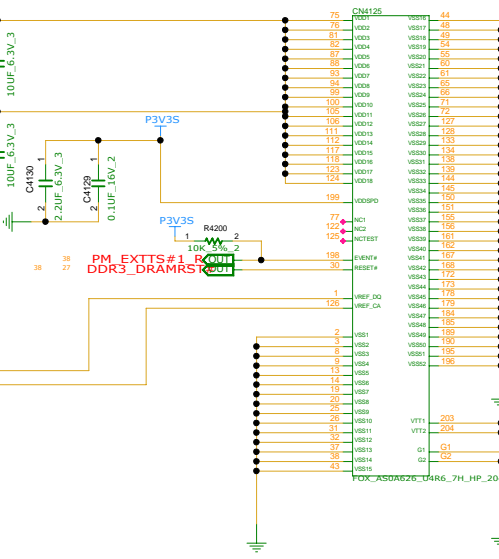 CN4125
75 VDD1 VSS16 44
76 VDD2 VSS17 48
81 VDD3 VSS18 49
82 VDD4 VSS19 54
87 VDD5 VSS20 55
88 VDD6 VSS21 60
93 VDD7 VSS22 61
94 VDD8 VSS23 65
99 VDD9 VSS24 66
100 VDD10 VSS25 71
105 VDD11 VSS26 72
106 VDD12 VSS27 127
111 VDD13 VSS28 128
112 VDD14 VSS29 133
117 VDD15 VSS30 134
118 VDD16 VSS31 138
123 VDD17 VSS32 139
124 VDD18 VSS33 144
VSS34 145
199 VDDSPD VSS35 150
VSS36 151
77 NC1 VSS37 155
122 NC2 VSS38 156
125 NCTEST VSS39 161
VSS40 162
198 EVENT# VSS41 167
30 RESET# VSS42 168
VSS43 172
VSS44 173
1 VREF_DQ VSS45 178
126 VREF_CA VSS46 179
VSS47 184
VSS48 185
2 VSS1 VSS49 189
3 VSS2 VSS50 190
8 VSS3 VSS51 195
9 VSS4 VSS52 196
13 VSS5
14 VSS6
19 VSS7
20 VSS8
25 VSS9
26 VSS10 VTT1 203
31 VSS11 VTT2 204
32 VSS12
37 VSS13 G1 G1
38 VSS14 G2 G2
43 VSS15
FOX_AS0A626_U4R6_7H_HP_20
10UF_6.3V_3
10UF_6.3V_3
P3V3S
C4130
1
2
2.2UF_6.3V_3
C4129
1
2
0.1UF_16V_2
P3V3S
R4200
1 2
10K_5%_2
38 PM_EXTTS#1_R OUT
38 27 DDR3_DRAMRST# OUT